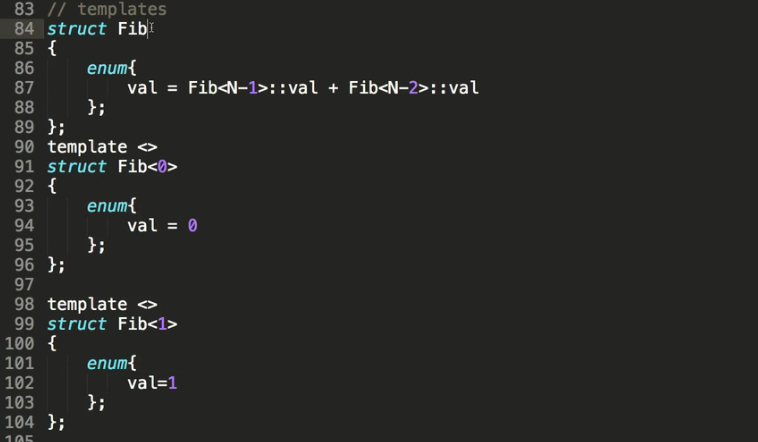 83 // templates
84 struct Fib
85 {
86 enum{
87 val = Fib<N-1>::val + Fib<N-2>::val
88 };
89 };
90 template <>
91 struct Fib<0>
92 {
93 enum{
94 val = 0
95 };
96 };
97
98 template <>
99 struct Fib<1>
100 {
101 enum{
102 val=1
103 };
104 };
105